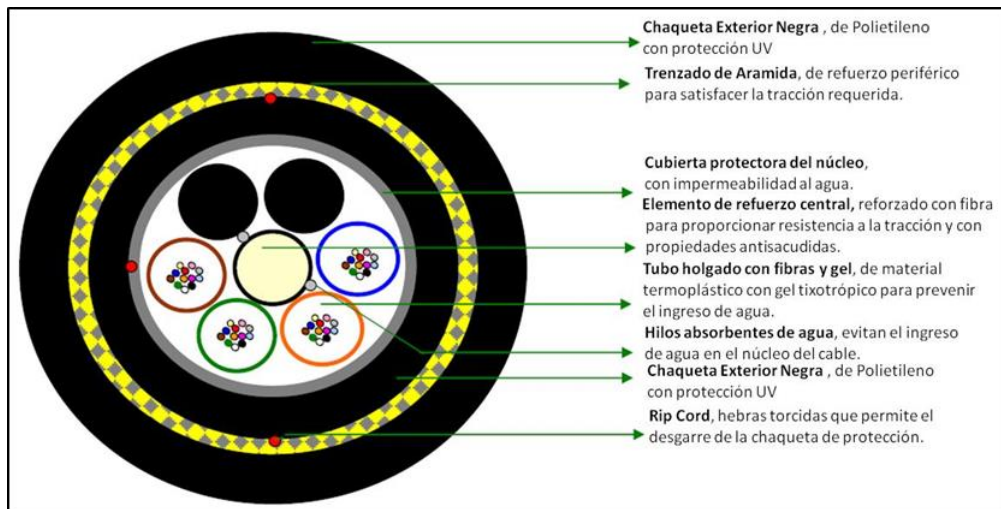 Chaqueta Exterior Negra , de Polietileno
con protección UV
Trenzado de Aramida, de refuerzo periférico
para satisfacer la tracción requerida.
Cubierta protectora del núcleo,
con impermeabilidad al agua.
Elemento de refuerzo central, reforzado con fibra
para proporcionar resistencia a la tracción y con
propiedades antisacudidas.
Tubo holgado con fibras y gel, de material
termoplástico con gel tixotrópico para prevenir
el ingreso de agua.
Hilos absorbentes de agua, evitan el ingreso
de agua en el núcleo del cable.
Chaqueta Exterior Negra , de Polietileno
con protección UV
Rip Cord, hebras torcidas que permite el
desgarre de la chaqueta de protección.